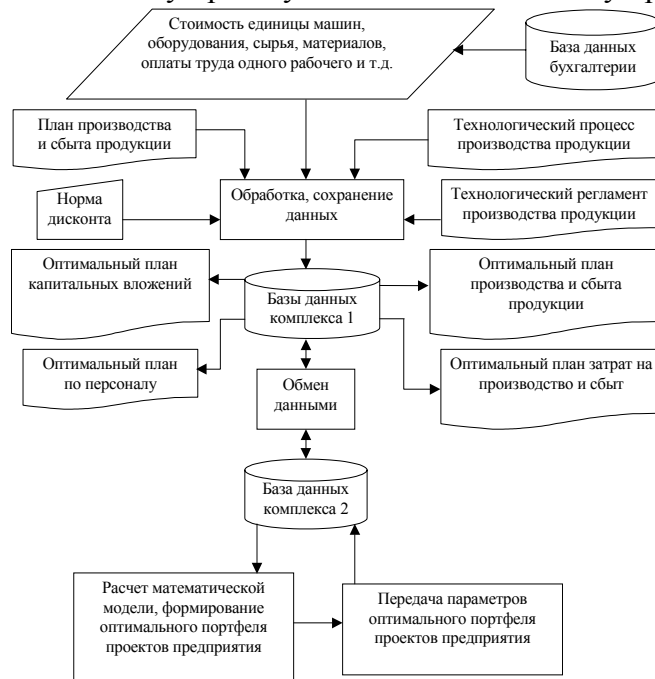 Стоимость единицы машин,
оборудования, сырья, материалов,
оплаты труда одного рабочего и т.д.
База данных
бухгалтерии
План производства
и сбыта продукции
Технологический процесс
производства продукции
Норма
дисконта
Обработка, сохранение
данных
Технологический регламент
производства продукции
Оптимальный план
капитальных вложений
Базы данных
комплекса 1
Оптимальный план
производства и сбыта
продукции
Оптимальный план
по персоналу
Обмен
данными
Оптимальный план затрат на
производство и сбыт
База данных
комплекса 2
Расчет математической
модели, формирование
оптимального портфеля
проектов предприятия
Передача параметров
оптимального портфеля
проектов предприятия